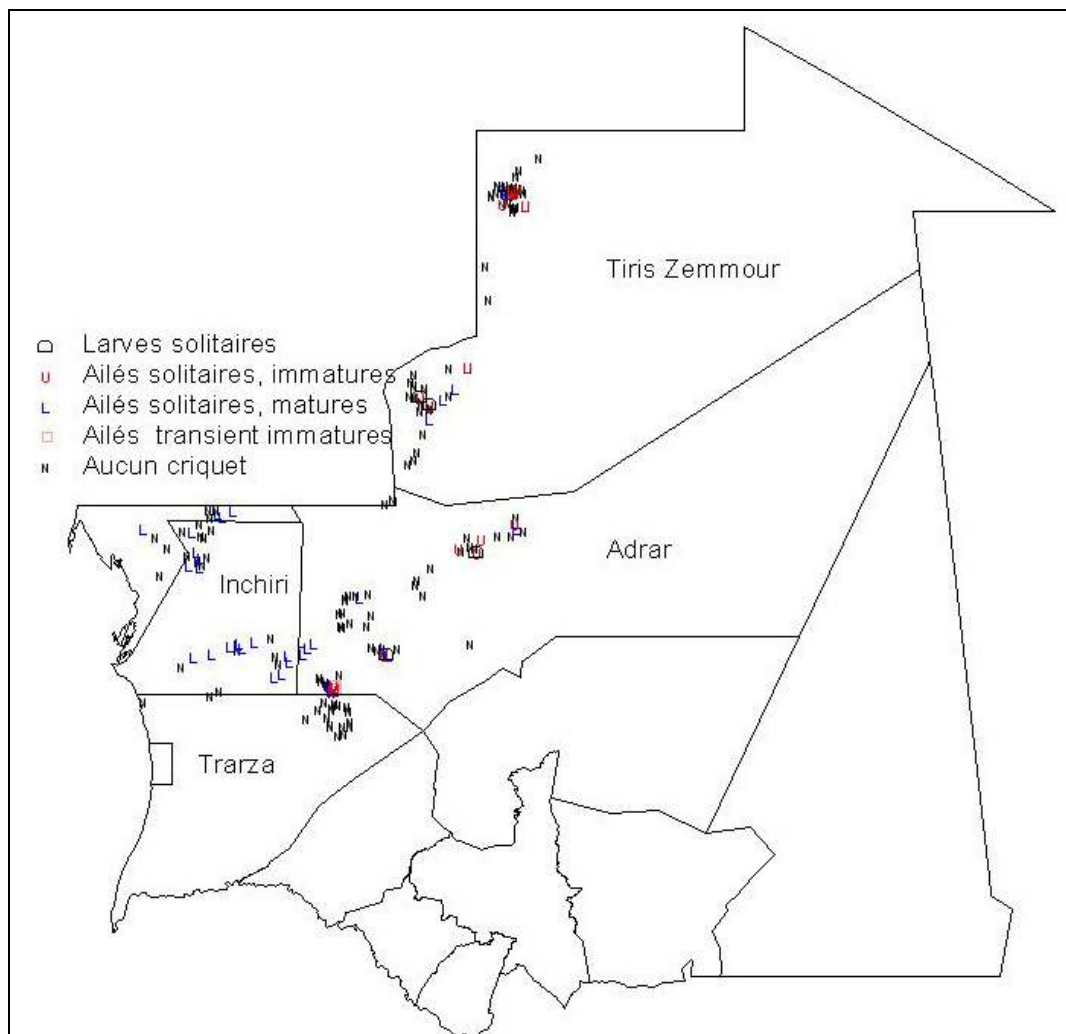 Tiris Zemmour
Larves solitaires
U Ailés solitaires, immatures
L Ailés solitaires, matures
Ailés transient immatures
N Aucun criquet
Adrar
Inchiri
Trarza